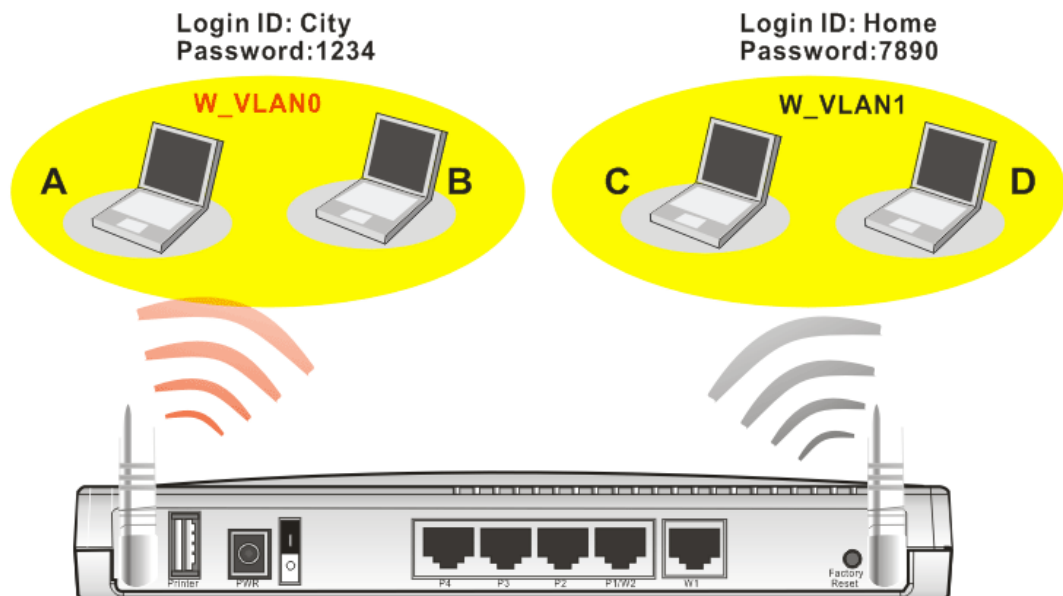 Login ID: City
Password:1234
Login ID: Home
Password:7890
W_VLAN0
W_VLAN1
A
B
C
D
Printer
PWR
P4
P3
P2
P1/W2
W1
Factory
Reset